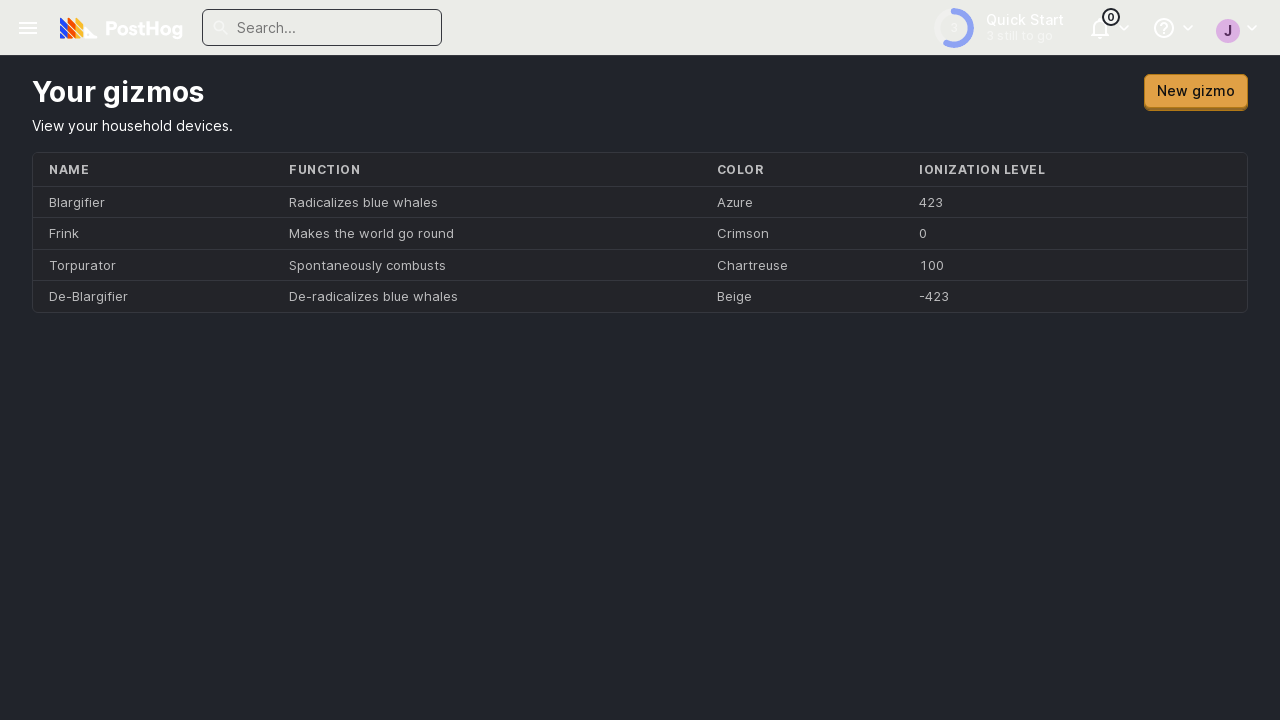 PostHog
Search...
3
Quick Start
3 still to go
0
J
Your gizmos
New gizmo
View your household devices.
NAME FUNCTION COLOR IONIZATION LEVEL
Blargifier Radicalizes blue whales Azure 423
Frink Makes the world go round Crimson 0
Torpurator Spontaneously combusts Chartreuse 100
De-Blargifier De-radicalizes blue whales Beige -423